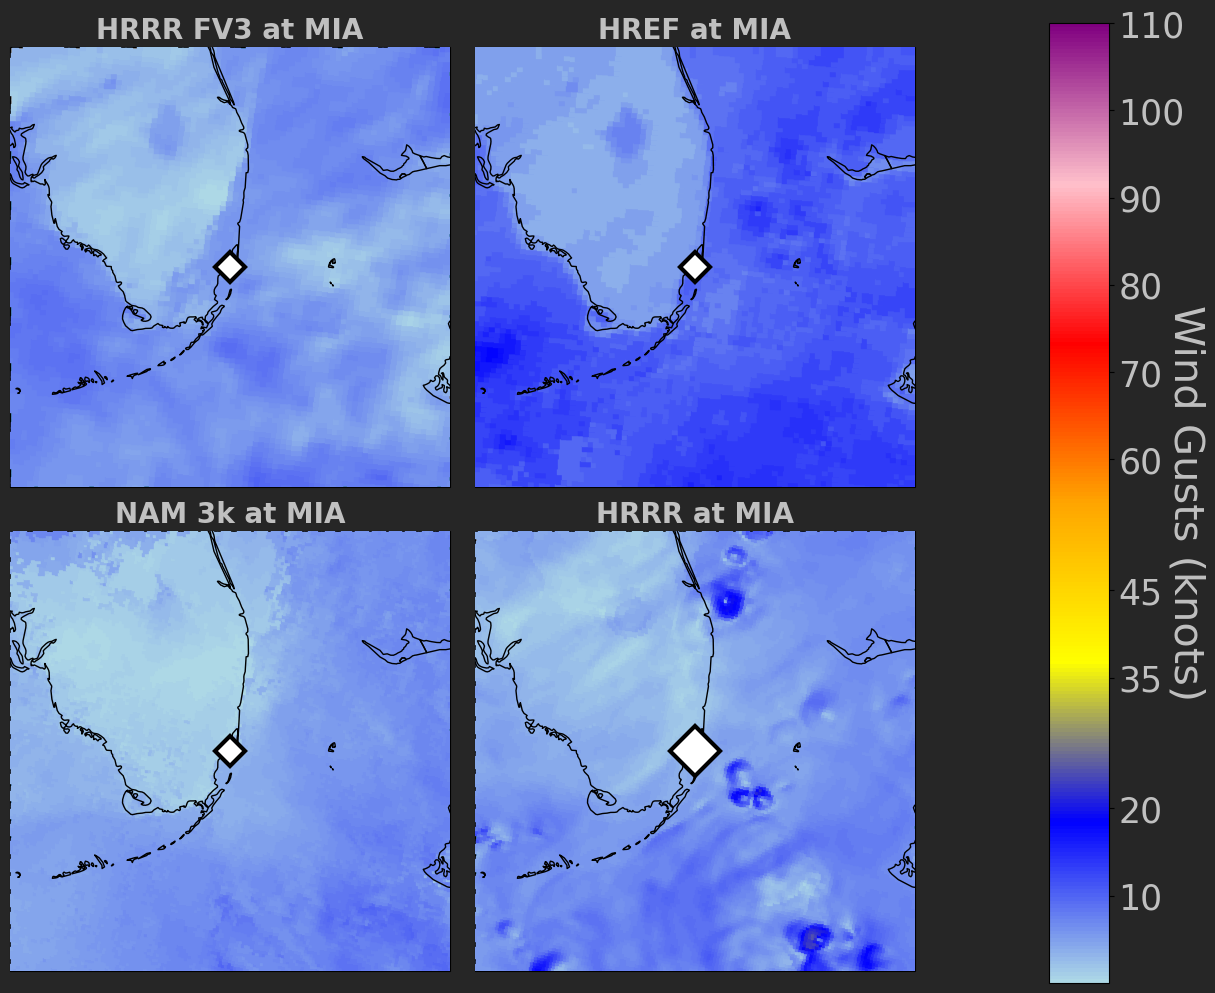 HRRR FV3 at MIA
HREF at MIA
NAM 3k at MIA
HRRR at MIA
110
100
90
80
70
60
45
35
20
10
Wind Gusts (knots)